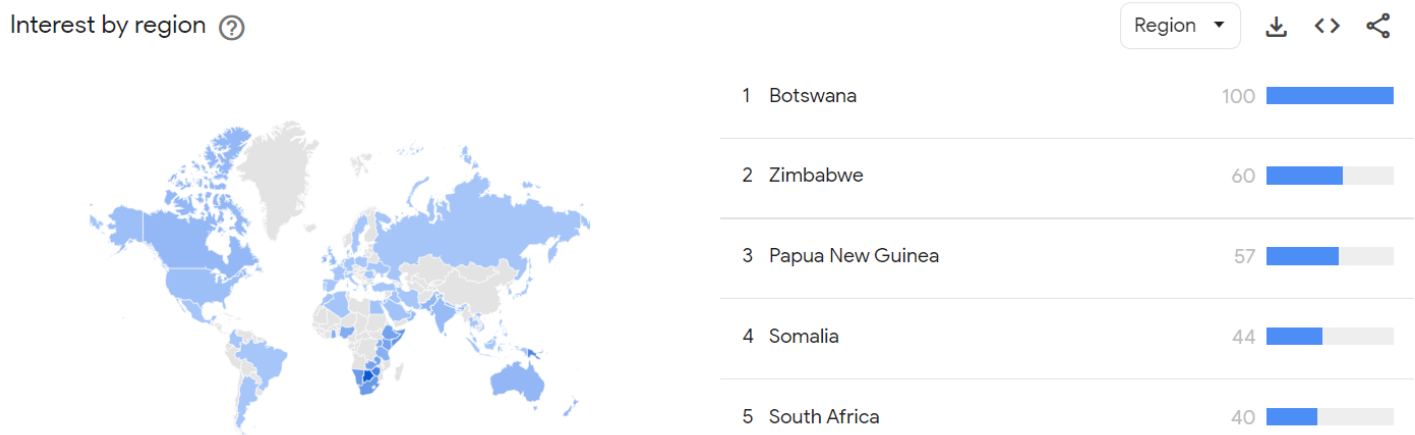 Interest by region
Region
1 Botswana 100
2 Zimbabwe 60
3 Papua New Guinea 57
4 Somalia 44
5 South Africa 40